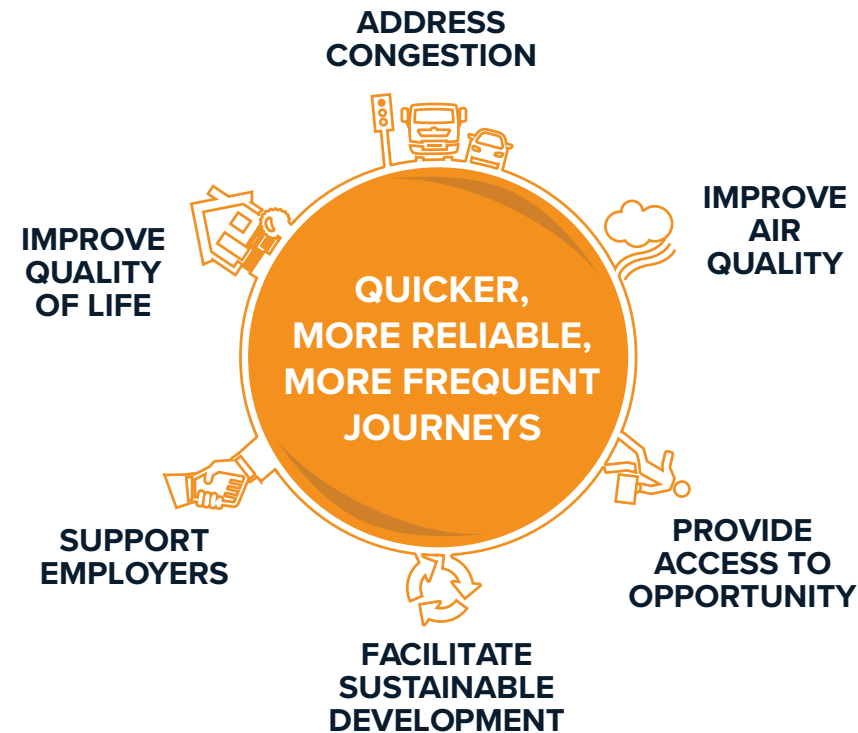 ADDRESS
CONGESTION
IMPROVE
AIR
QUALITY
IMPROVE
QUALITY
OF LIFE
QUICKER,
MORE RELIABLE,
MORE FREQUENT
JOURNEYS
SUPPORT
EMPLOYERS
PROVIDE
ACCESS TO
OPPORTUNITY
FACILITATE
SUSTAINABLE
DEVELOPMENT